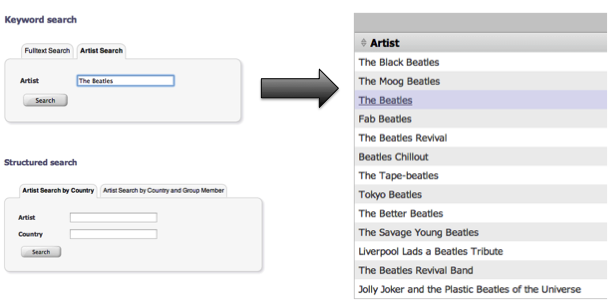 Keyword search
Fulltext Search Artist Search
Artist The Beatles
Search
Structured search
Artist Search by Country Artist Search by Country and Group Member
Artist
Country
Search
Artist
The Black Beatles
The Moog Beatles
The Beatles
Fab Beatles
The Beatles Revival
Beatles Chillout
The Tape-beatles
Tokyo Beatles
The Better Beatles
The Savage Young Beatles
Liverpool Lads a Beatles Tribute
The Beatles Revival Band
Jolly Joker and the Plastic Beatles of the Universe